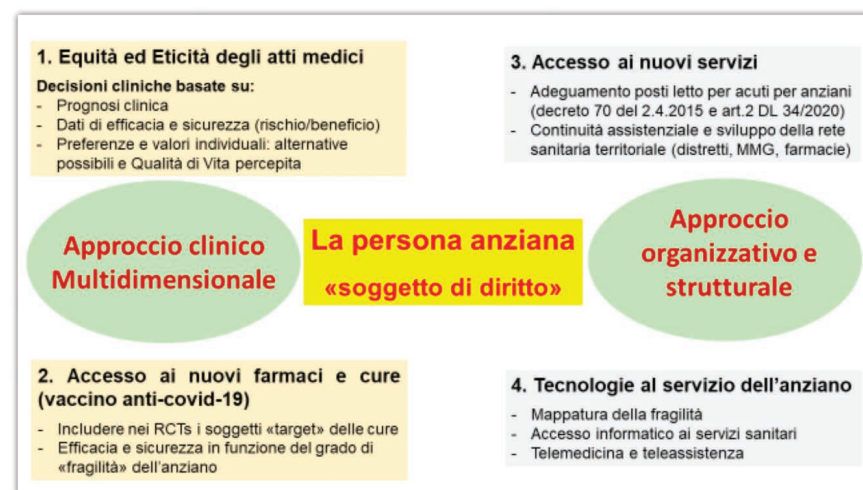 1. Equità ed Eticità degli atti medici
Decisioni cliniche basate su:
- Prognosi clinica
- Dati di efficacia e sicurezza (rischio/beneficio)
- Preferenze e valori individuali: alternative
possibili e Qualità di Vita percepita
3. Accesso ai nuovi servizi
- Adeguamento posti letto per acuti per anziani
(decreto 70 del 2.4.2015 e art.2 DL 34/2020)
- Continuità assistenziale e sviluppo della rete
sanitaria territoriale (distretti, MMG, farmacie)
Approccio clinico
Multidimensionale
La persona anziana
«soggetto di diritto»
Approccio
organizzativo e
strutturale
2. Accesso ai nuovi farmaci e cure
(vaccino anti-covid-19)
- Includere nei RCTs i soggetti «target» delle cure
- Efficacia e sicurezza in funzione del grado di
«fragilità» dell'anziano
4. Tecnologie al servizio dell'anziano
- Mappatura della fragilità
- Accesso informatico ai servizi sanitari
- Telemedicina e teleassistenza